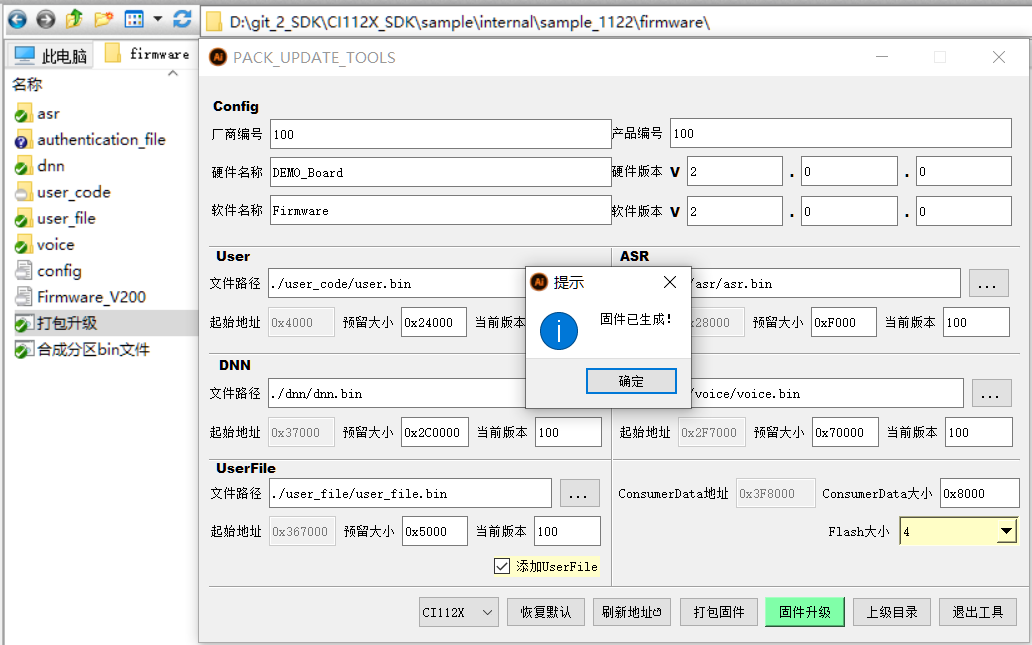 D:\git_2_SDK\CI112X_SDK\sample\internal\sample_1122\firmware\
此电脑 firmware
名称
asr
authentication_file
dnn
user_code
user_file
voice
config
Firmware_V200
打包升级
合成分区bin文件
PACK_UPDATE_TOOLS
Config
厂商编号 100 产品编号 100
硬件名称 DEMO_Board 硬件版本 V 2 . 0 . 0
软件名称 Firmware 软件版本 V 2 . 0 . 0
User
文件路径 ./user_code/user.bin
起始地址 0x4000 预留大小 0x24000 当前版本
ASR
/asr/asr.bin ...
28000 预留大小 0xF000 当前版本 100
提示
固件已生成!
确定
DNN
文件路径 ./dnn/dnn.bin
起始地址 0x37000 预留大小 0x2C0000 当前版本 100
/voice/voice.bin ...
起始地址 0x2F7000 预留大小 0x70000 当前版本 100
UserFile
文件路径 ./user_file/user_file.bin ...
起始地址 0x367000 预留大小 0x5000 当前版本 100
添加UserFile
ConsumerData地址 0x3F8000 ConsumerData大小 0x8000
Flash大小 4
CI112X 恢复默认 刷新地址 打包固件 固件升级 上级目录 退出工具